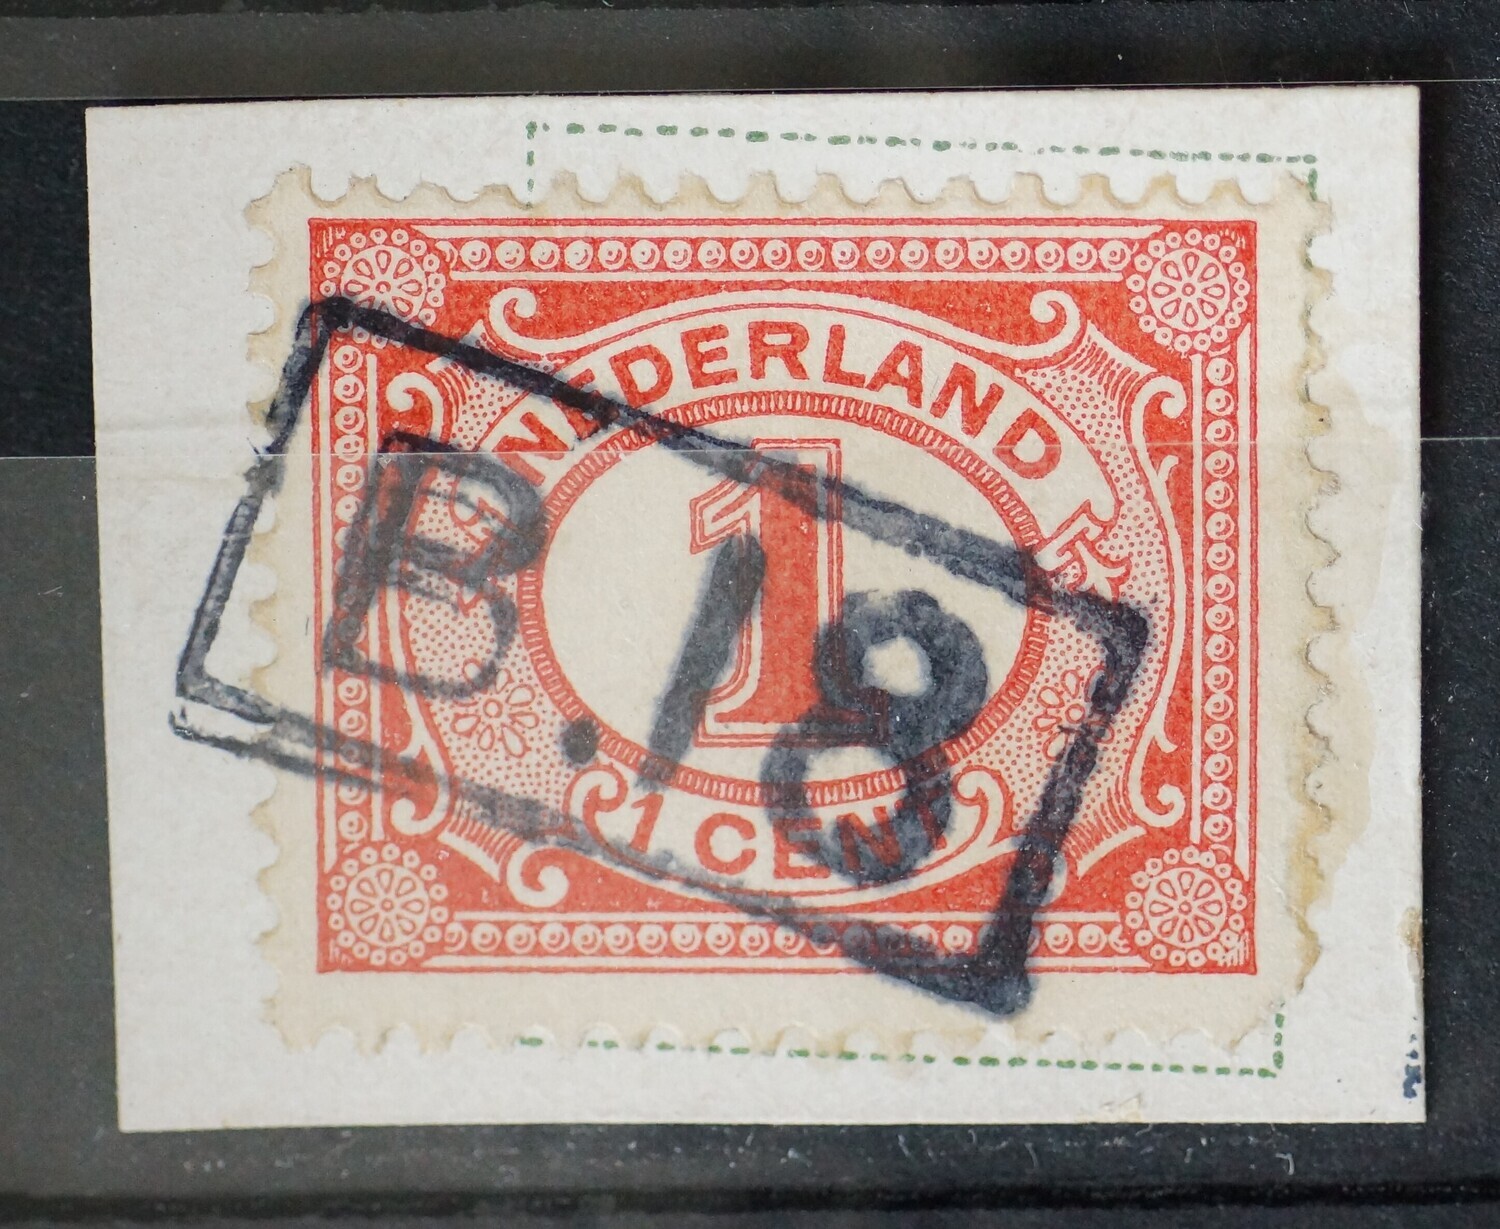 NEDERLAND
1
1 CENT
B.18